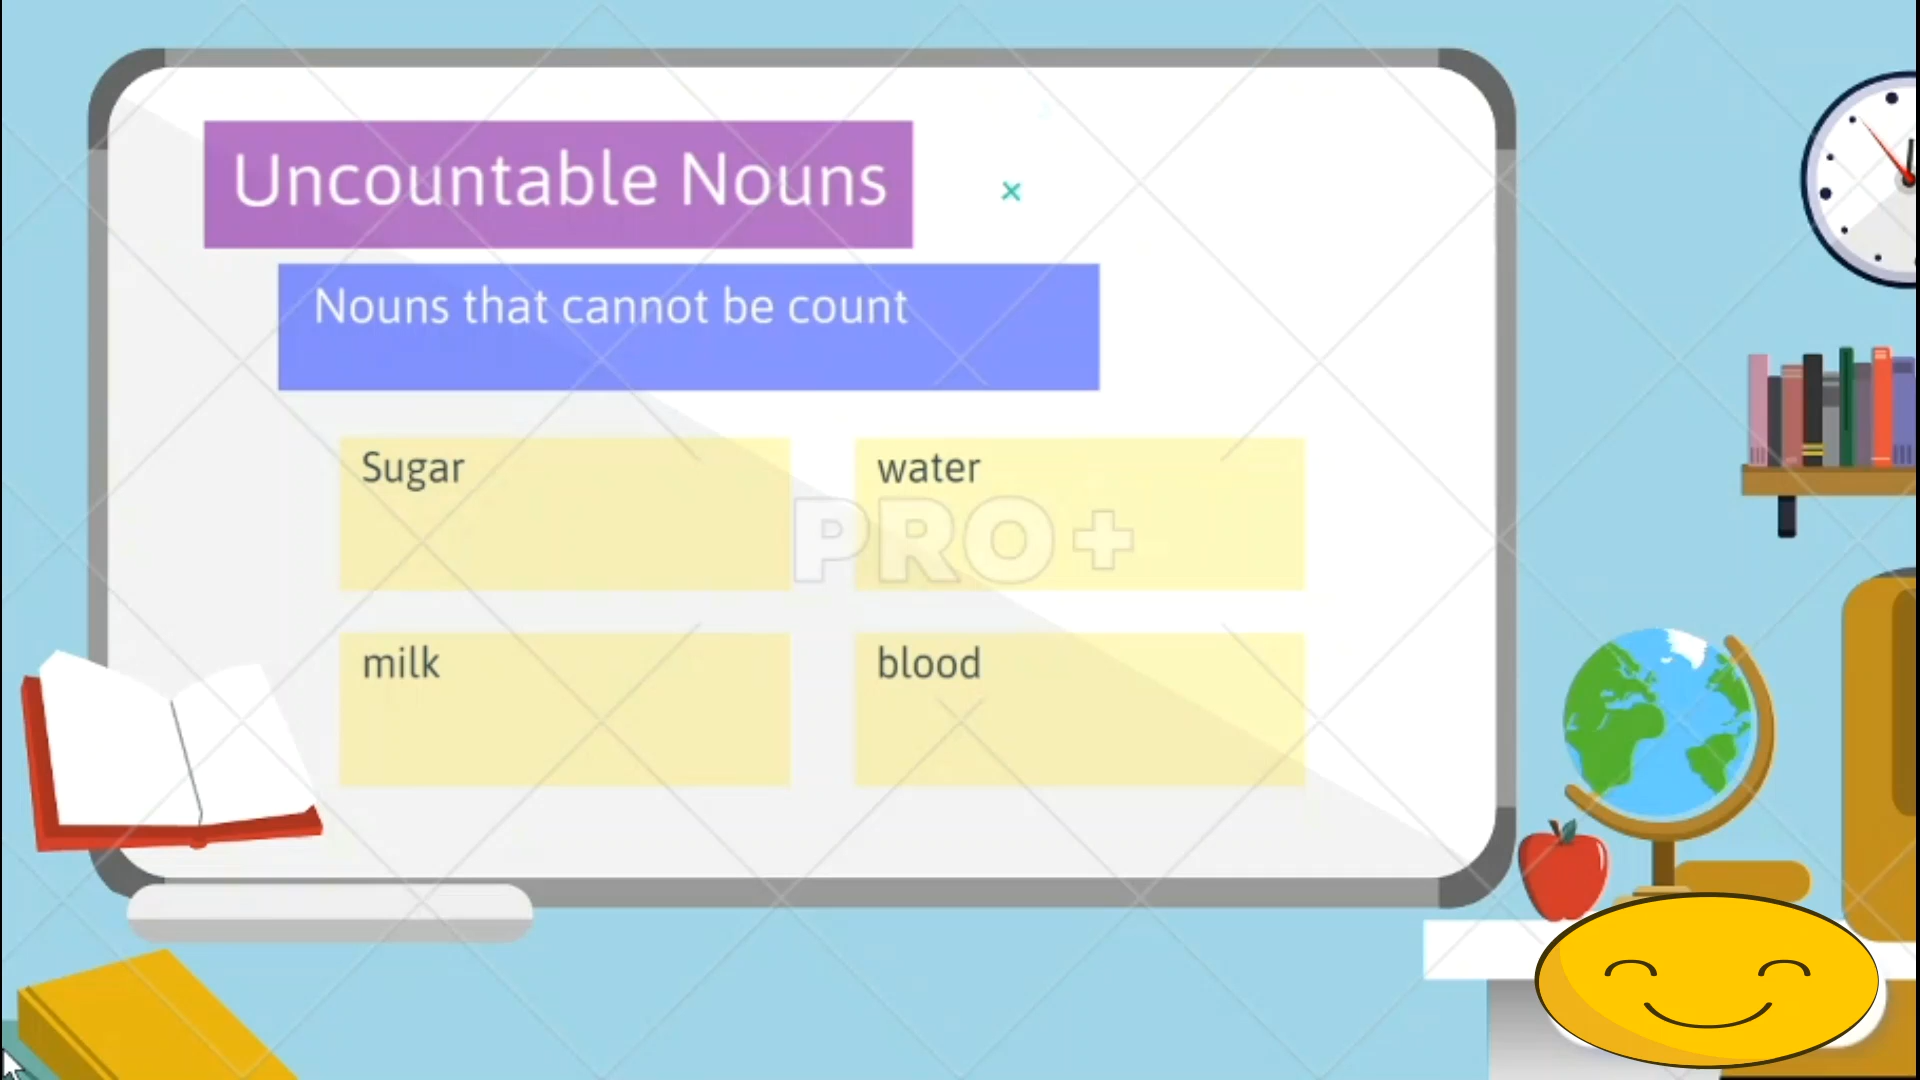 Uncountable Nouns
Nouns that cannot be count
Sugar
water
PRO+
milk
blood